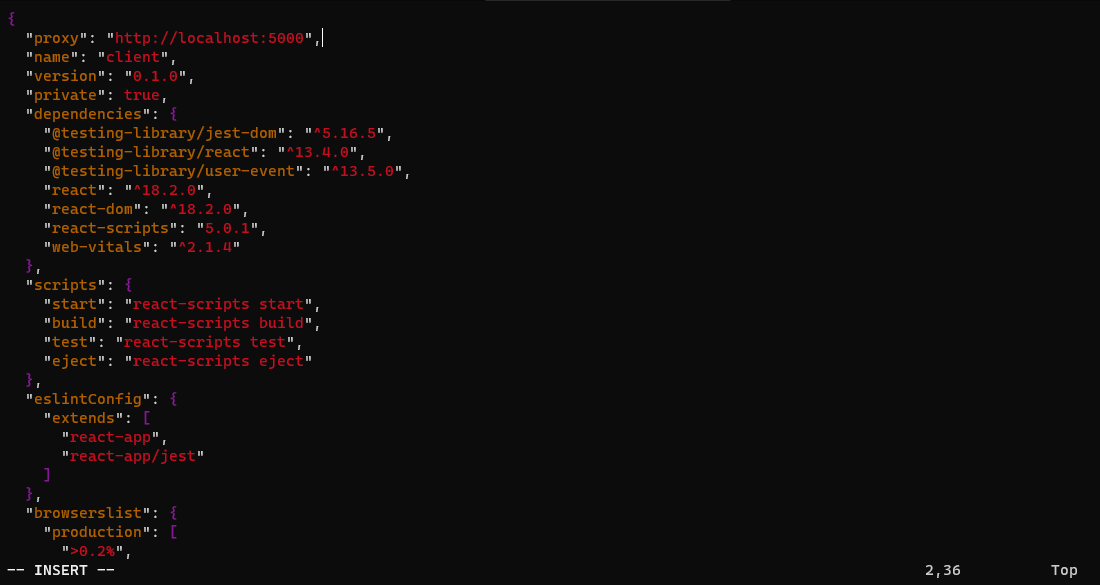 {
  "proxy": "http://localhost:5000",
  "name": "client",
  "version": "0.1.0",
  "private": true,
  "dependencies": {
    "@testing-library/jest-dom": "^5.16.5",
    "@testing-library/react": "^13.4.0",
    "@testing-library/user-event": "^13.5.0",
    "react": "^18.2.0",
    "react-dom": "^18.2.0",
    "react-scripts": "5.0.1",
    "web-vitals": "^2.1.4"
  },
  "scripts": {
    "start": "react-scripts start",
    "build": "react-scripts build",
    "test": "react-scripts test",
    "eject": "react-scripts eject"
  },
  "eslintConfig": {
    "extends": [
      "react-app",
      "react-app/jest"
    ]
  },
  "browserslist": {
    "production": [
      ">0.2%",
-- INSERT -- 2,36 Top